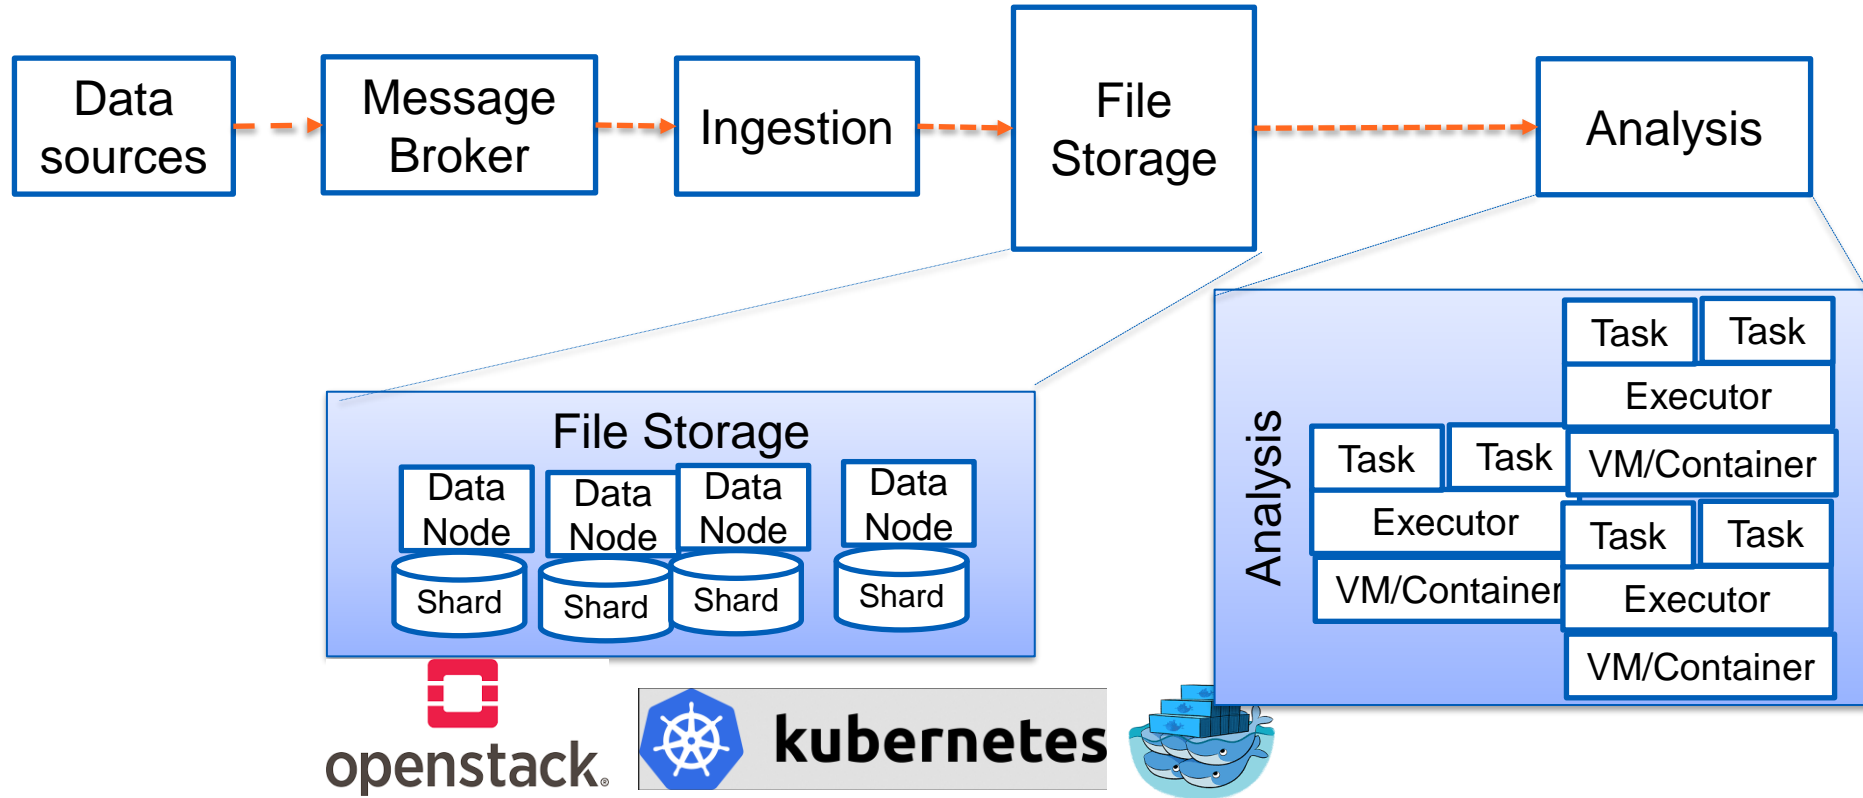 Data
sources
Message
Broker
Ingestion
File
Storage
Analysis
File Storage
Data
Node
Shard
Data
Node
Shard
Data
Node
Shard
Data
Node
Shard
Analysis
Task
Task
Executor
VM/Container
Task
Task
Executor
VM/Container
Task
Task
Executor
VM/Container
openstack.
kubernetes